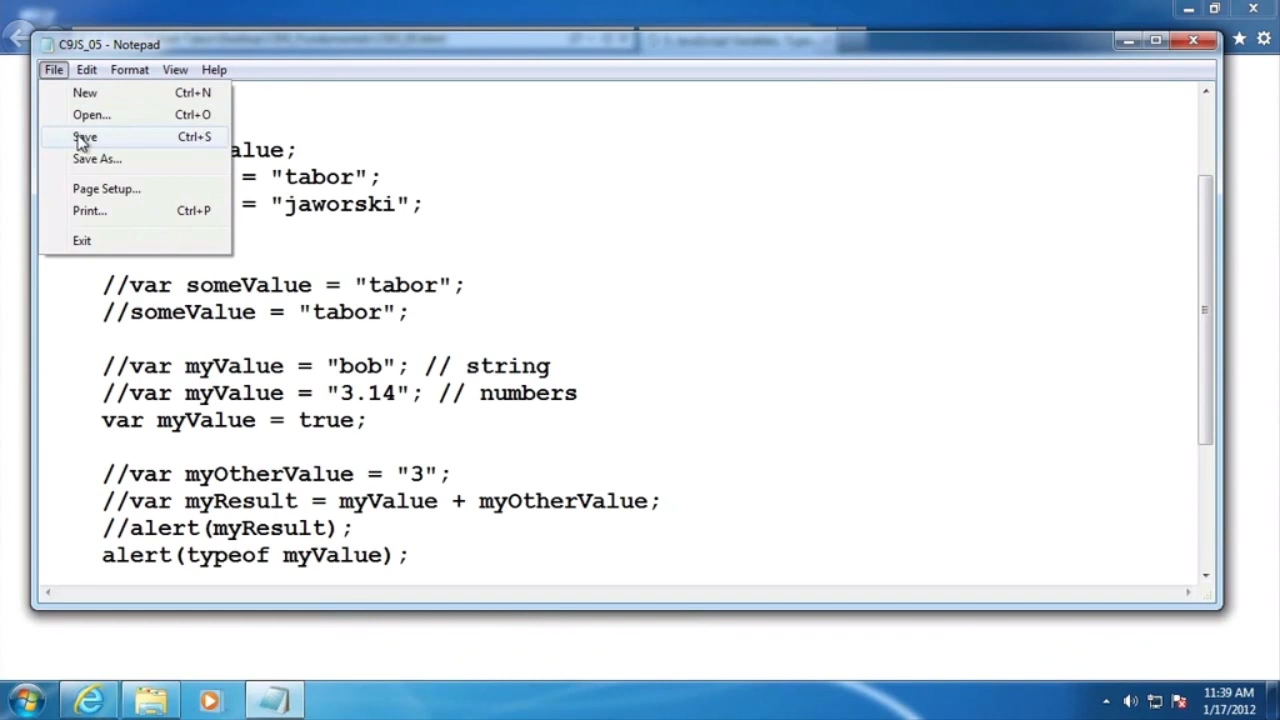 C9JS_05 - Notepad
File Edit Format View Help
New Ctrl+N
Open... Ctrl+O
Save Ctrl+S
Save As...
Page Setup...
Print... Ctrl+P
Exit
alue;
= "tabor";
= "jaworski";
//var someValue = "tabor";
//someValue = "tabor";
//var myValue = "bob"; // string
//var myValue = "3.14"; // numbers
var myValue = true;
//var myOtherValue = "3";
//var myResult = myValue + myOtherValue;
//alert(myResult);
alert(typeof myValue);
11:39 AM
1/17/2012